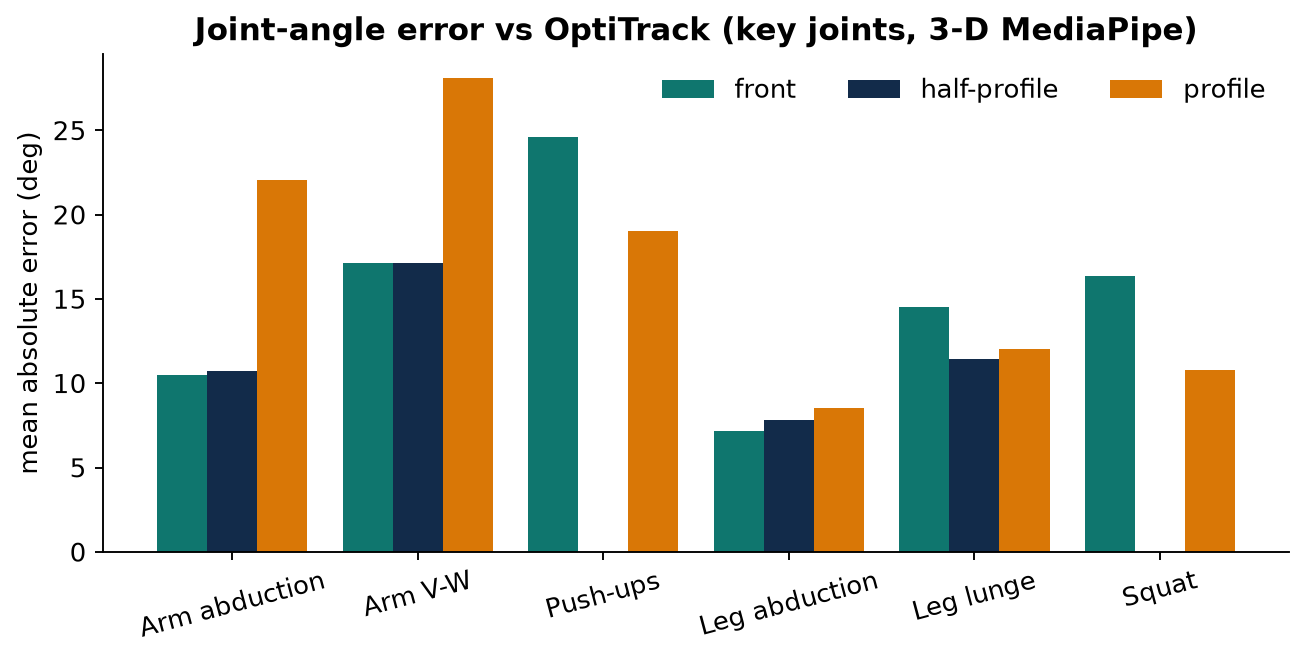 Joint-angle error vs OptiTrack (key joints, 3-D MediaPipe)
front half-profile profile
mean absolute error (deg)
25
20
15
10
5
0
Arm abduction Arm V-W Push-ups Leg abduction Leg lunge Squat